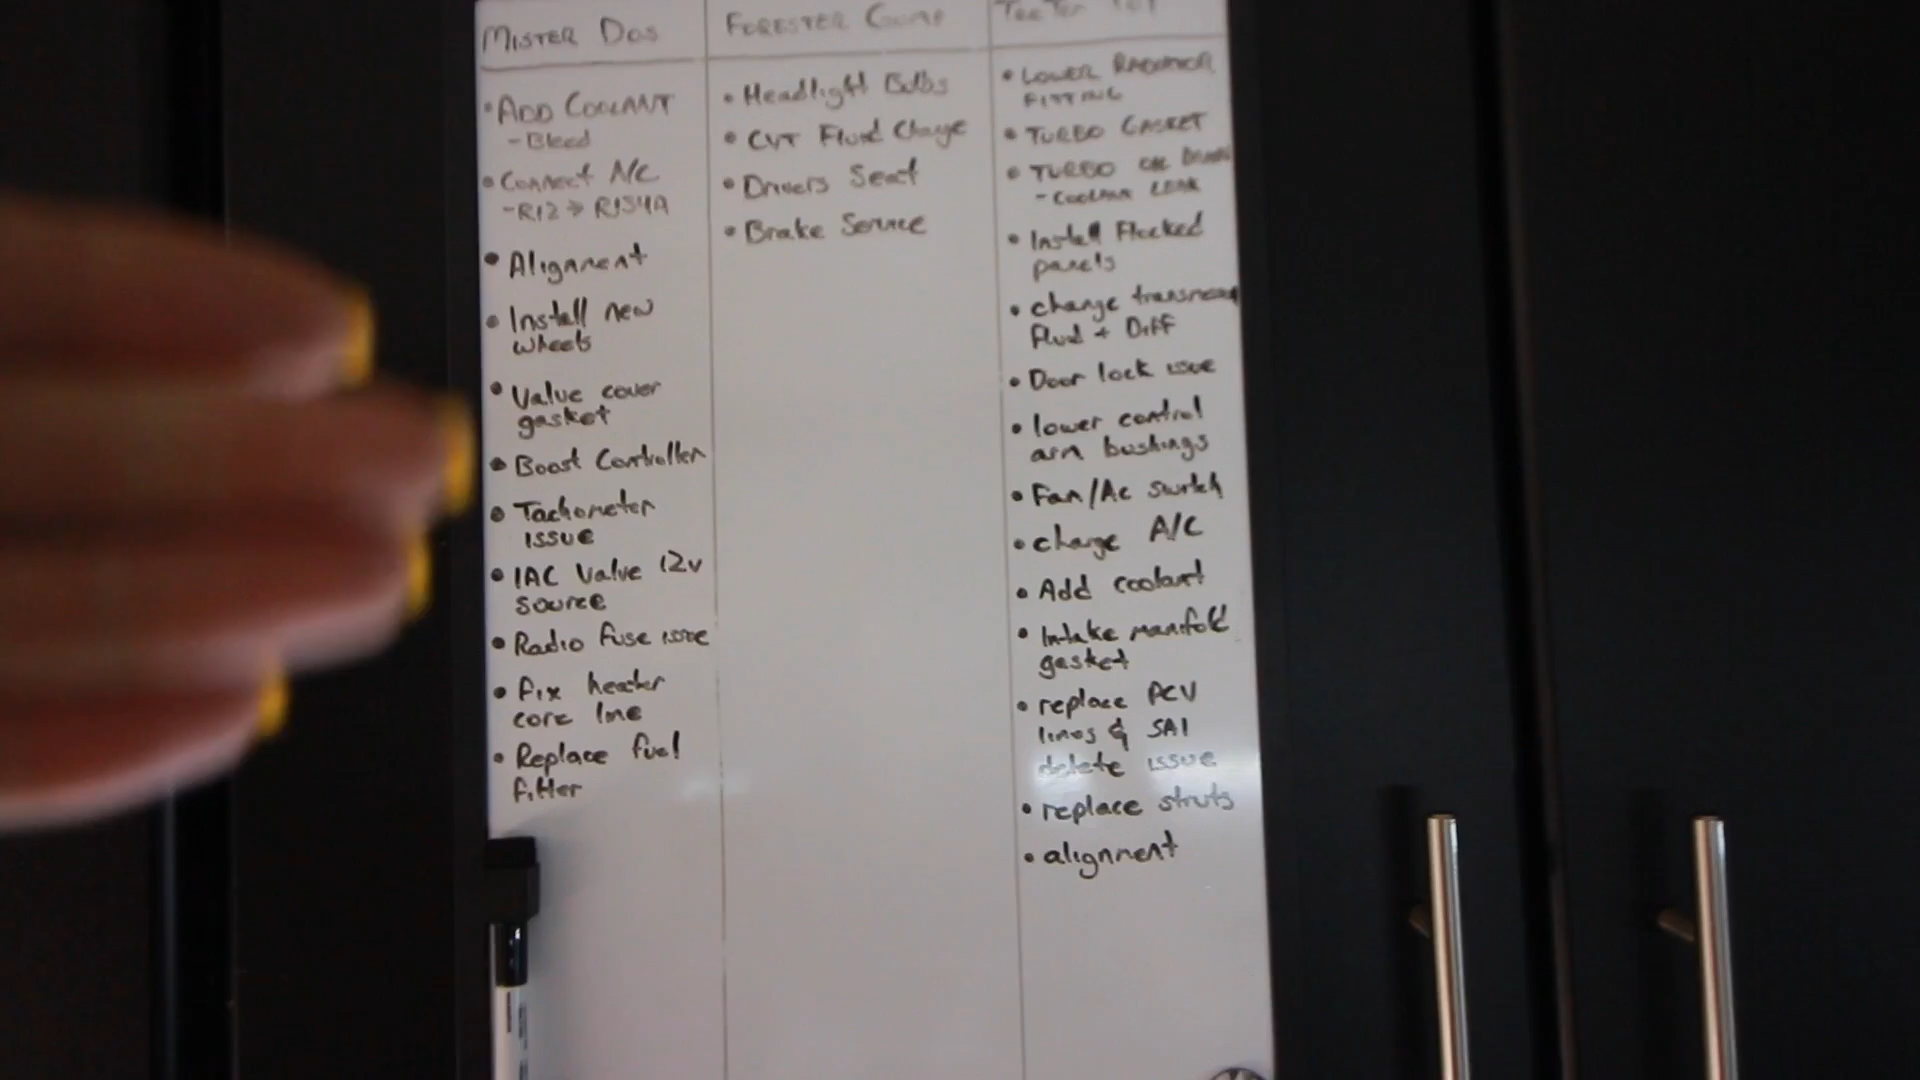 MISTER DOS
• ADD COOLANT
- Bleed
• Connect A/C
- R12 → R134A
• Alignment
• Install new
wheels
• Valve cover
gasket
• Boost Controller
• Tachometer
issue
• IAC Valve 12v
source
• Radio fuse issue
• fix heater
core line
• Replace fuel
filter
FORESTER
• Headlight Bulbs
• CVT Fluid Change
• Drivers Seat
• Brake Service
• LOWER RADIATOR
FITTING
• TURBO GASKET
• TURBO OIL DRAIN
- COOLANT LEAK
• Install Flocked
panels
• change transmission
fluid + Diff
• Door lock issue
• lower control
arm bushings
• Fan/Ac switch
• charge A/C
• Add coolant
• Intake manifold
gasket
• replace PCV
lines & SAI
delete issue
• replace struts
• alignment